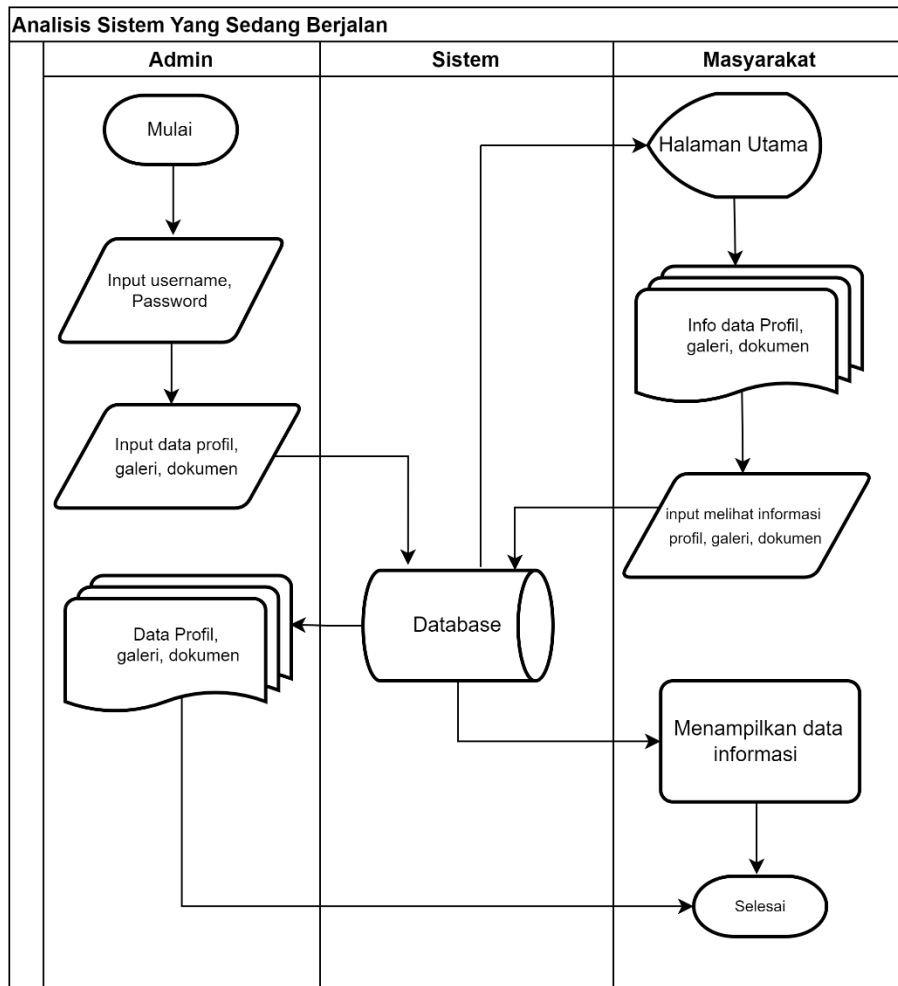 Analisis Sistem Yang Sedang Berjalan
Admin
Sistem
Masyarakat
Mulai
Input username,
Password
Input data profil,
galeri, dokumen
Data Profil,
galeri, dokumen
Database
Halaman Utama
Info data Profil,
galeri, dokumen
input melihat informasi
profil, galeri, dokumen
Menampilkan data
informasi
Selesai